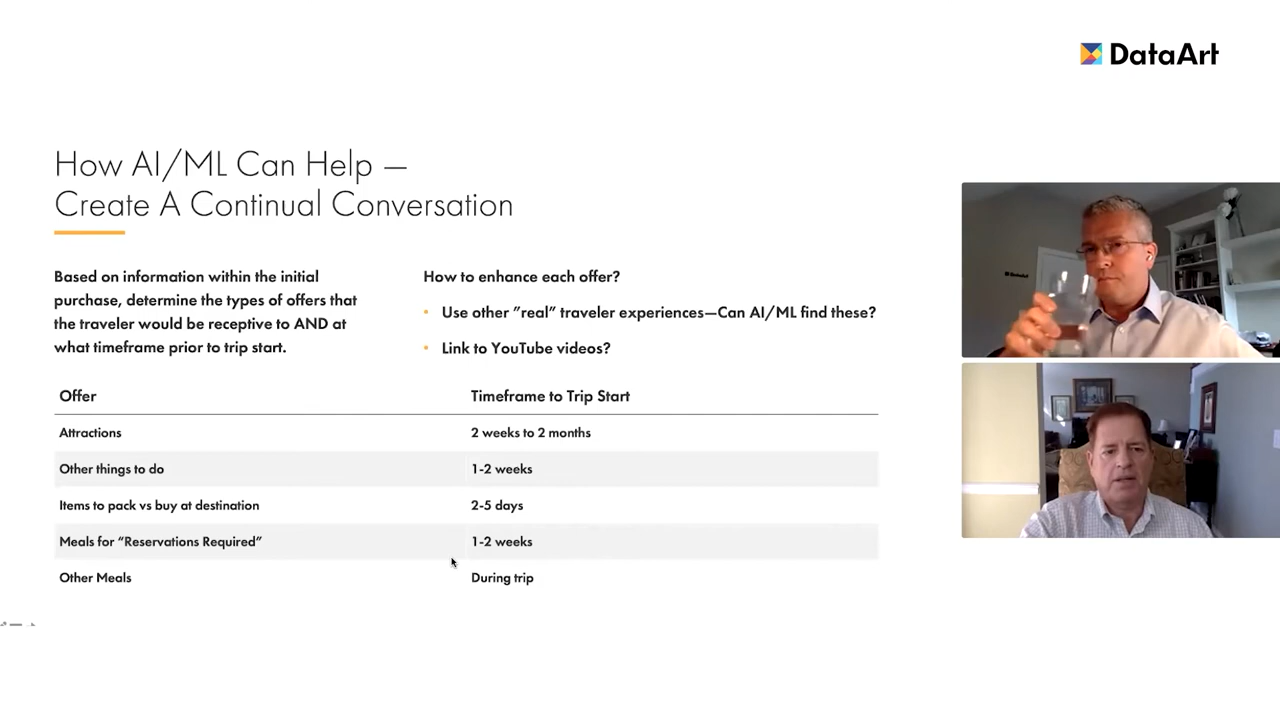 DataArt
How AI/ML Can Help —
Create A Continual Conversation
Based on information within the initial
purchase, determine the types of offers that
the traveler would be receptive to AND at
what timeframe prior to trip start.
How to enhance each offer?
• Use other ”real” traveler experiences—Can AI/ML find these?
• Link to YouTube videos?
Offer Timeframe to Trip Start
Attractions 2 weeks to 2 months
Other things to do 1-2 weeks
Items to pack vs buy at destination 2-5 days
Meals for “Reservations Required” 1-2 weeks
Other Meals During trip